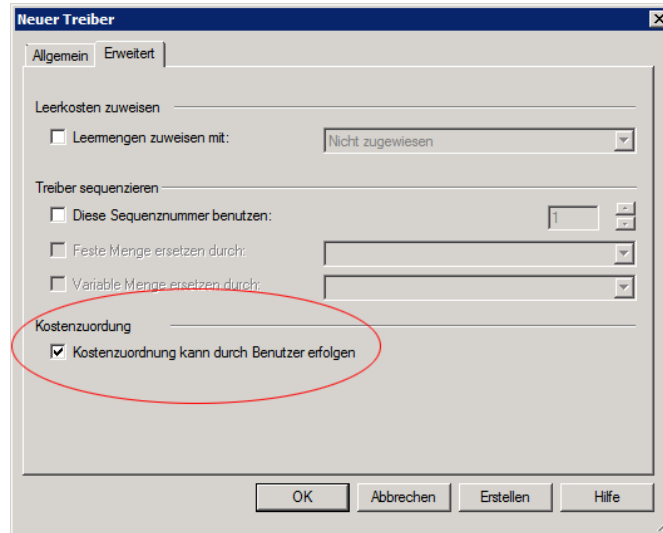 Neuer Treiber
Allgemein Erweitert
Leerkosten zuweisen
Leermengen zuweisen mit: Nicht zugewiesen
Treiber sequenzieren
Diese Sequenznummer benutzen: 1
Feste Menge ersetzen durch:
Variable Menge ersetzen durch:
Kostenzuordung
Kostenzuordnung kann durch Benutzer erfolgen
OK Abbrechen Erstellen Hilfe